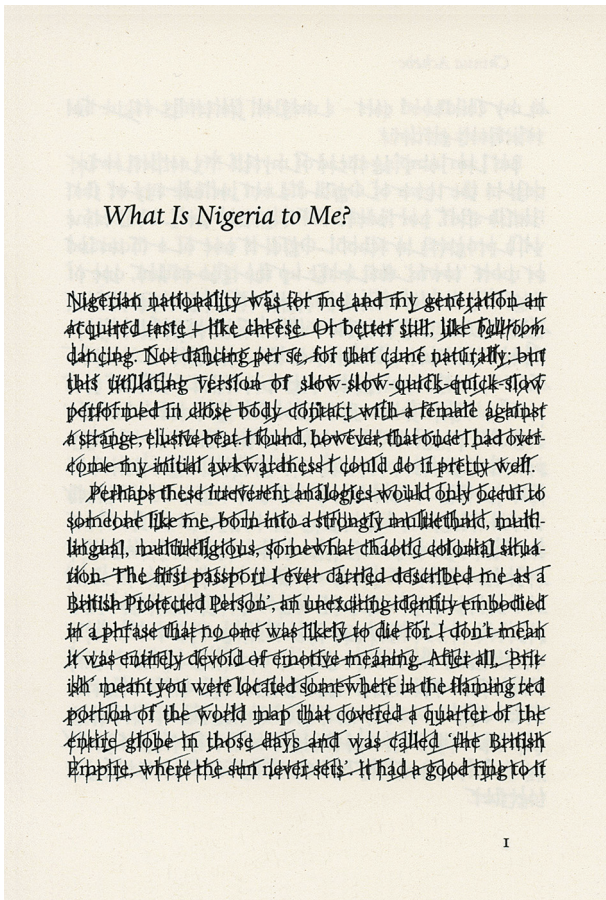 What Is Nigeria to Me?
Nigerian nationality was for me and my generation an
acquired taste – like cheese. Or better still, like ballroom
dancing. Not dancing per se, for that came naturally; but
this titillating version of slow-slow-quick-quick-slow
performed in close body contact with a female against
a strange, elusive beat. I found, however, that once I had over-
come my initial awkwardness I could do it pretty well.
Perhaps these irreverent analogies would only occur to
someone like me, born into a strongly multiethnic, multi-
lingual, multireligious, somewhat chaotic colonial situa-
tion. The first passport I ever carried described me as a
‘British Protected Person’, an unexciting identity embodied
in a phrase that no one was likely to die for. I don’t mean
it was entirely devoid of emotive meaning. After all, ‘Brit-
ish’ meant you were located somewhere in the flaming red
portion of the world map that covered a quarter of the
entire globe in those days and was called ‘the British
Empire, where the sun never sets’. It had a good ring to it
1